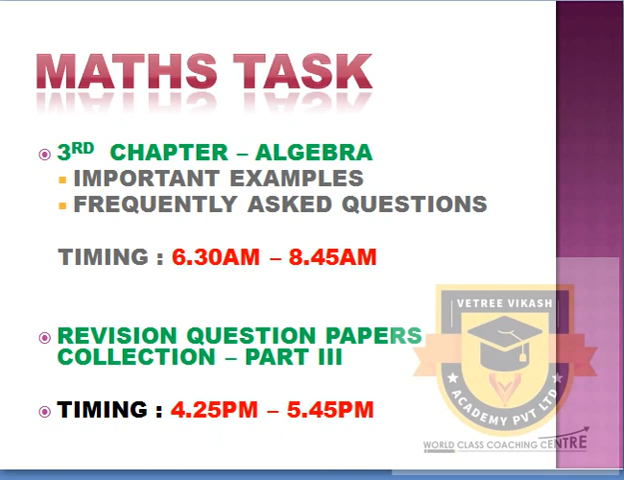 MATHS TASK
3RD CHAPTER – ALGEBRA
IMPORTANT EXAMPLES
FREQUENTLY ASKED QUESTIONS
TIMING : 6.30AM – 8.45AM
REVISION QUESTION PAPERS
COLLECTION – PART III
TIMING : 4.25PM – 5.45PM
VETREE VIKASH
ACADEMY PVT LTD
WORLD CLASS COACHING CENTRE